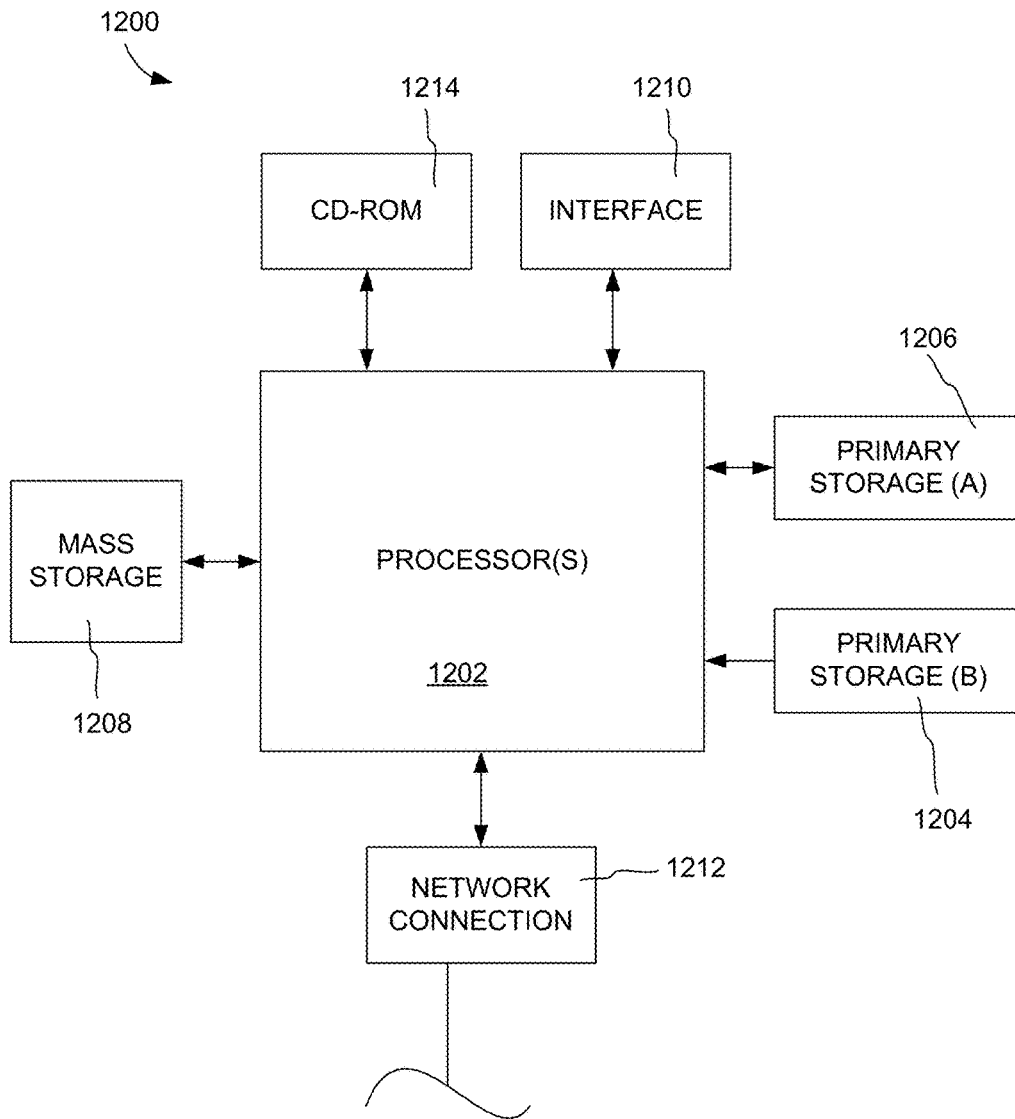 1200
1214
1210
CD-ROM
INTERFACE
1206
PRIMARY
STORAGE (A)
MASS
STORAGE
PROCESSOR(S)
PRIMARY
STORAGE (B)
1202
1208
1204
NETWORK
CONNECTION
1212